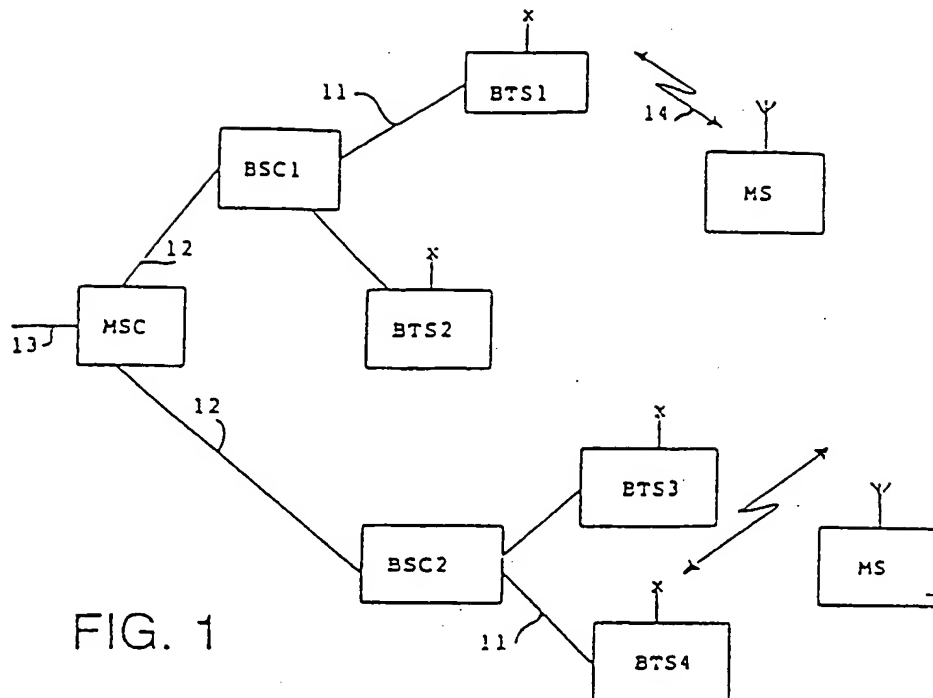 x
BTS1
11
14
BSC1
MS
12
x
MSC
BTS2
13
12
x
BTS3
BSC2
MS
x
FIG. 1
11
BTS4